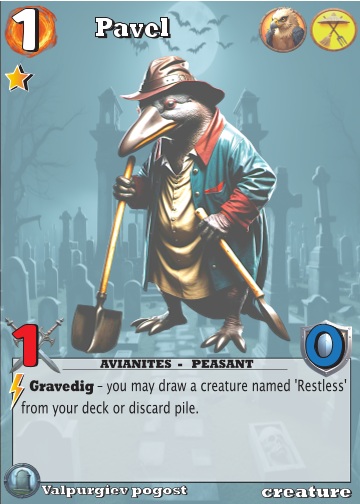 1 Pavel
1
0
AVIANITES - PEASANT
Gravedig - you may draw a creature named 'Restless'
from your deck or discard pile.
Valpurgiev pogost creature